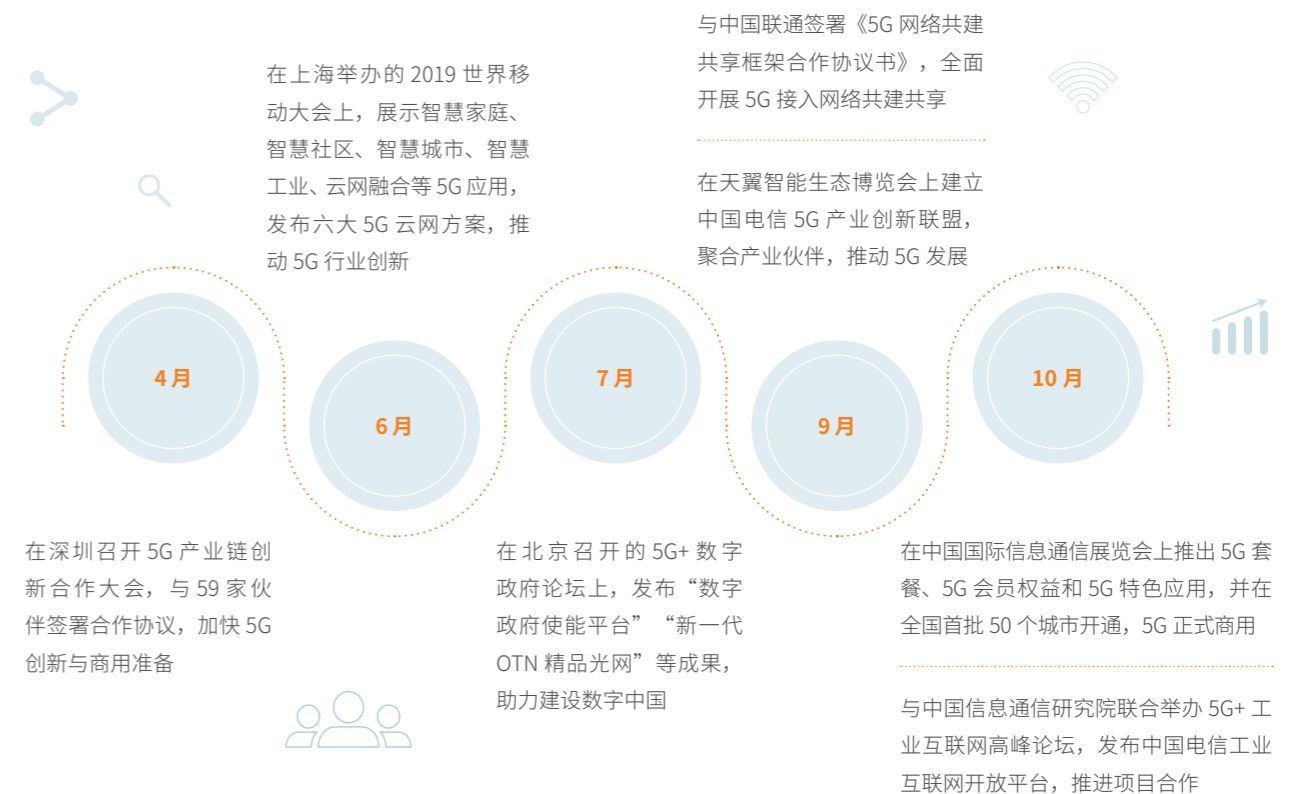 4 月
在深圳召开 5G 产业链创
新合作大会，与 59 家伙
伴签署合作协议，加快 5G
创新与商用准备
在上海举办的 2019 世界移
动大会上，展示智慧家庭、
智慧社区、智慧城市、智慧
工业、云网融合等 5G 应用，
发布六大 5G 云网方案，推
动 5G 行业创新
6 月
7 月
在北京召开的 5G+ 数字
政府论坛上，发布“数字
政府使能平台”“新一代
OTN 精品光网”等成果，
助力建设数字中国
与中国联通签署《5G 网络共建
共享框架合作协议书》，全面
开展 5G 接入网络共建共享
在天翼智能生态博览会上建立
中国电信 5G 产业创新联盟，
聚合产业伙伴，推动 5G 发展
9 月
10 月
在中国国际信息通信展览会上推出 5G 套
餐、5G 会员权益和 5G 特色应用，并在
全国首批 50 个城市开通，5G 正式商用
与中国信息通信研究院联合举办 5G+ 工
业互联网高峰论坛，发布中国电信工业
互联网开放平台，推进项目合作